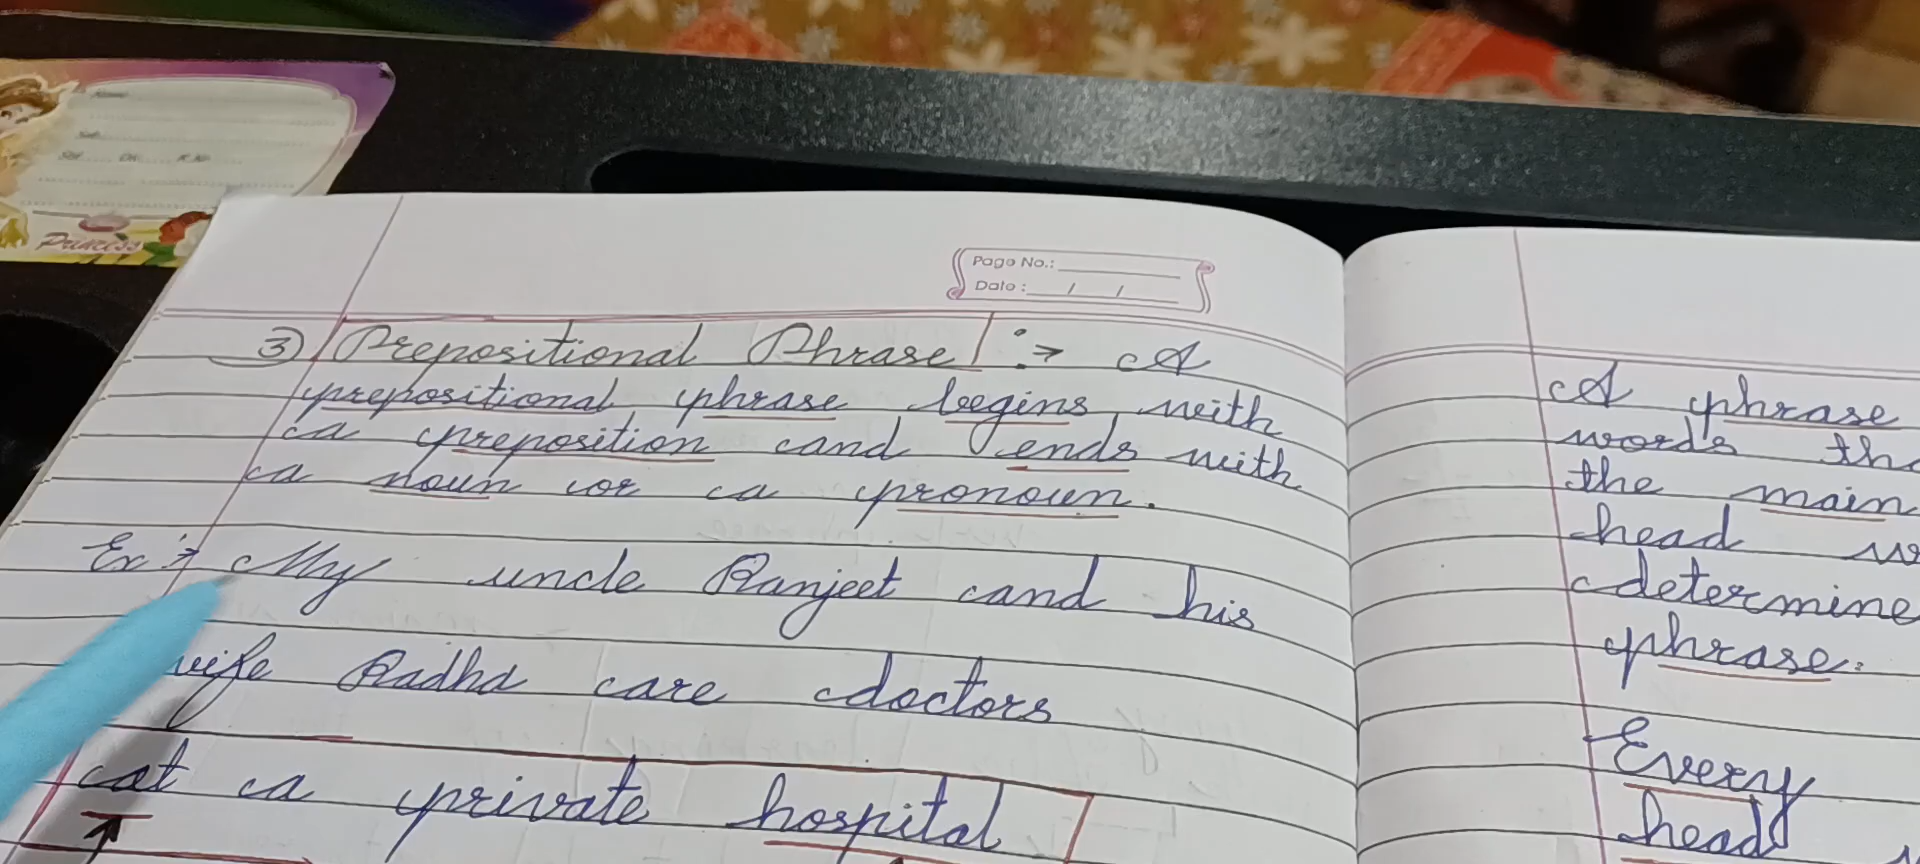 Princess
Page No.:
Date : / /
3 Prepositional Phrase :→ A
prepositional phrase begins with
a preposition and ends with
a noun or a pronoun.
Ex :→ My uncle Ranjeet and his
wife Radha are doctors
at a private hospital
A phrase
words
the main
head
determine
phrase.
Every
head